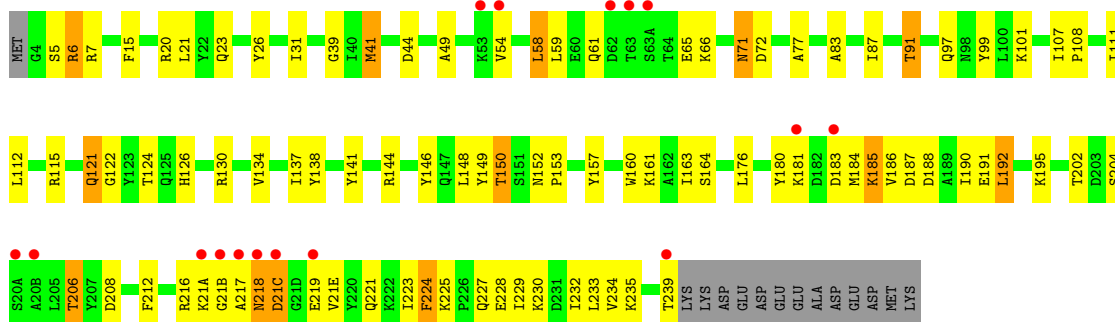 MET G4 S5 R6 R7 F15 R20 L21 Y22 Q23 Y26 I31 G39 I40 M41 D44 A49 K53 V54 L58 L59 E60 Q61 D62 T63 S63A T64 E65 K66 N71 D72 A77 A83 I87 T91 Q97 N98 Y99 L100 K101 I107 P108
L112 R115 Q121 G122 Y123 T124 Q125 H126 R130 V134 I137 Y138 Y141 R144 Y146 Q147 L148 Y149 T150 S151 N152 P153 Y157 W160 K161 A162 I163 S164 L176 Y180 K181 D182 D183 M184 K185 V186 D187 D188 A189 I190 E191 L192 K195 T202 D203
S20A A20B L205 T206 Y207 D208 F212 R216 K21A G21B A217 N218 D21C G21D E219 V21E Y220 Q221 K222 I223 F224 K225 P226 Q227 E228 I229 K230 D231 I232 L233 V234 K235 T239 LYS LYS ASP GLU ASP GLU GLU ALA ASP GLU ASP MET LYS